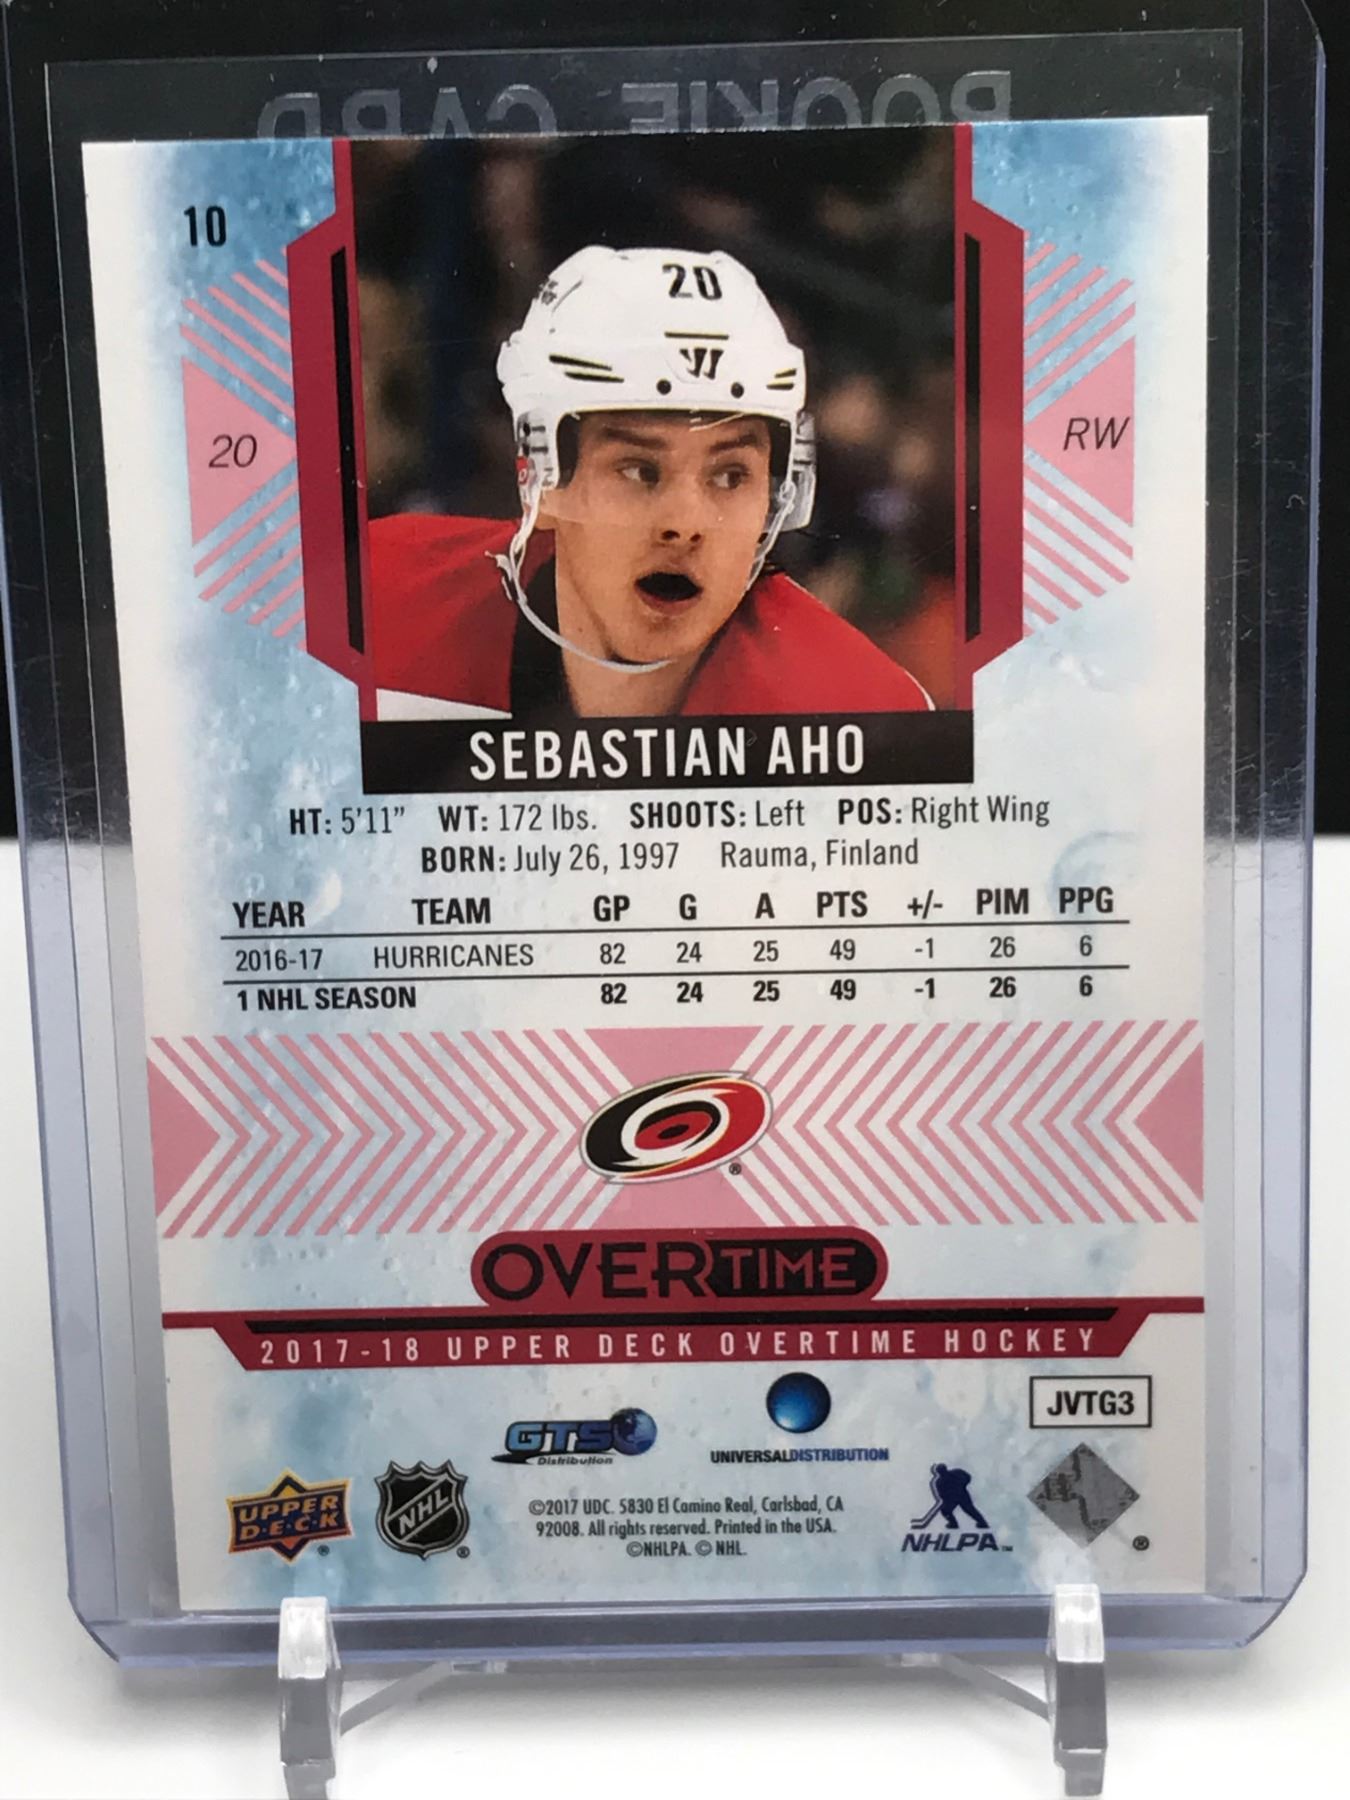 ROOKIE CARD
10
20
20
RW
SEBASTIAN AHO
HT: 5'11" WT: 172 lbs. SHOOTS: Left POS: Right Wing
BORN: July 26, 1997 Rauma, Finland
YEAR TEAM GP G A PTS +/- PIM PPG
2016-17 HURRICANES 82 24 25 49 -1 26 6
1 NHL SEASON 82 24 25 49 -1 26 6
®
OVERTIME
2017-18 UPPER DECK OVERTIME HOCKEY
JVTG3
GTS
Distribution
UNIVERSALDISTRIBUTION
UPPER
D•E•C•K
®
NHL
®
©2017 UDC. 5830 El Camino Real, Carlsbad, CA
92008. All rights reserved. Printed in the USA.
©NHLPA. © NHL.
NHLPA™
®